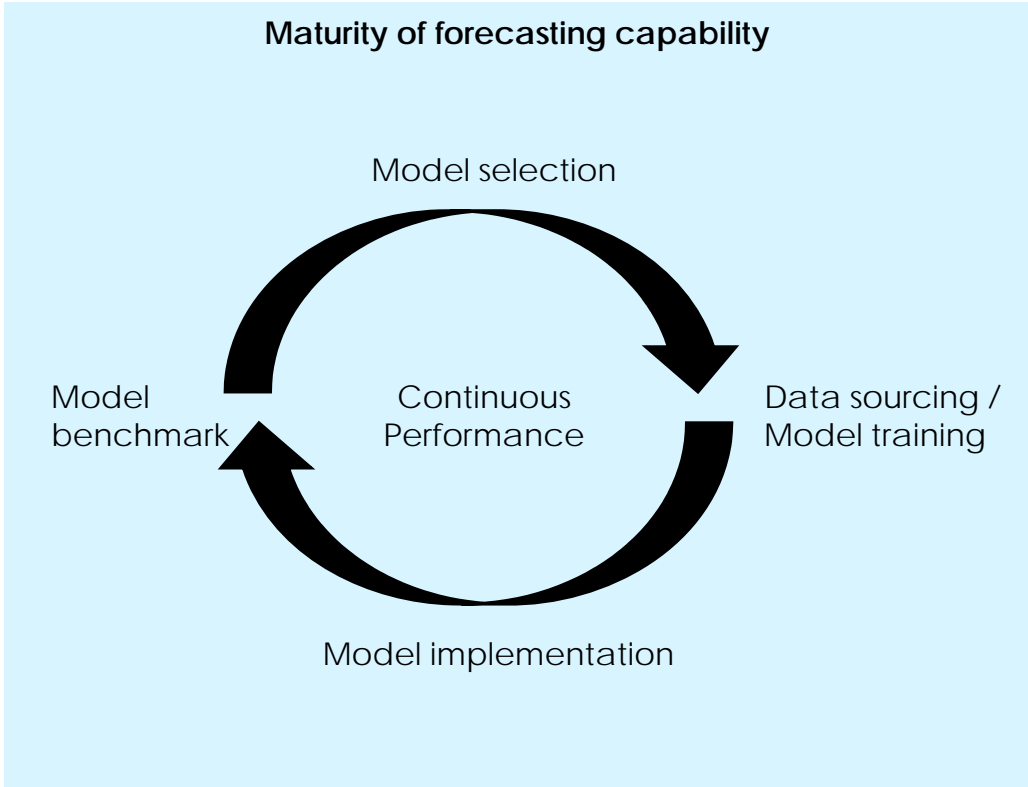 Maturity of forecasting capability
Model selection
Model
benchmark
Continuous
Performance
Data sourcing /
Model training
Model implementation